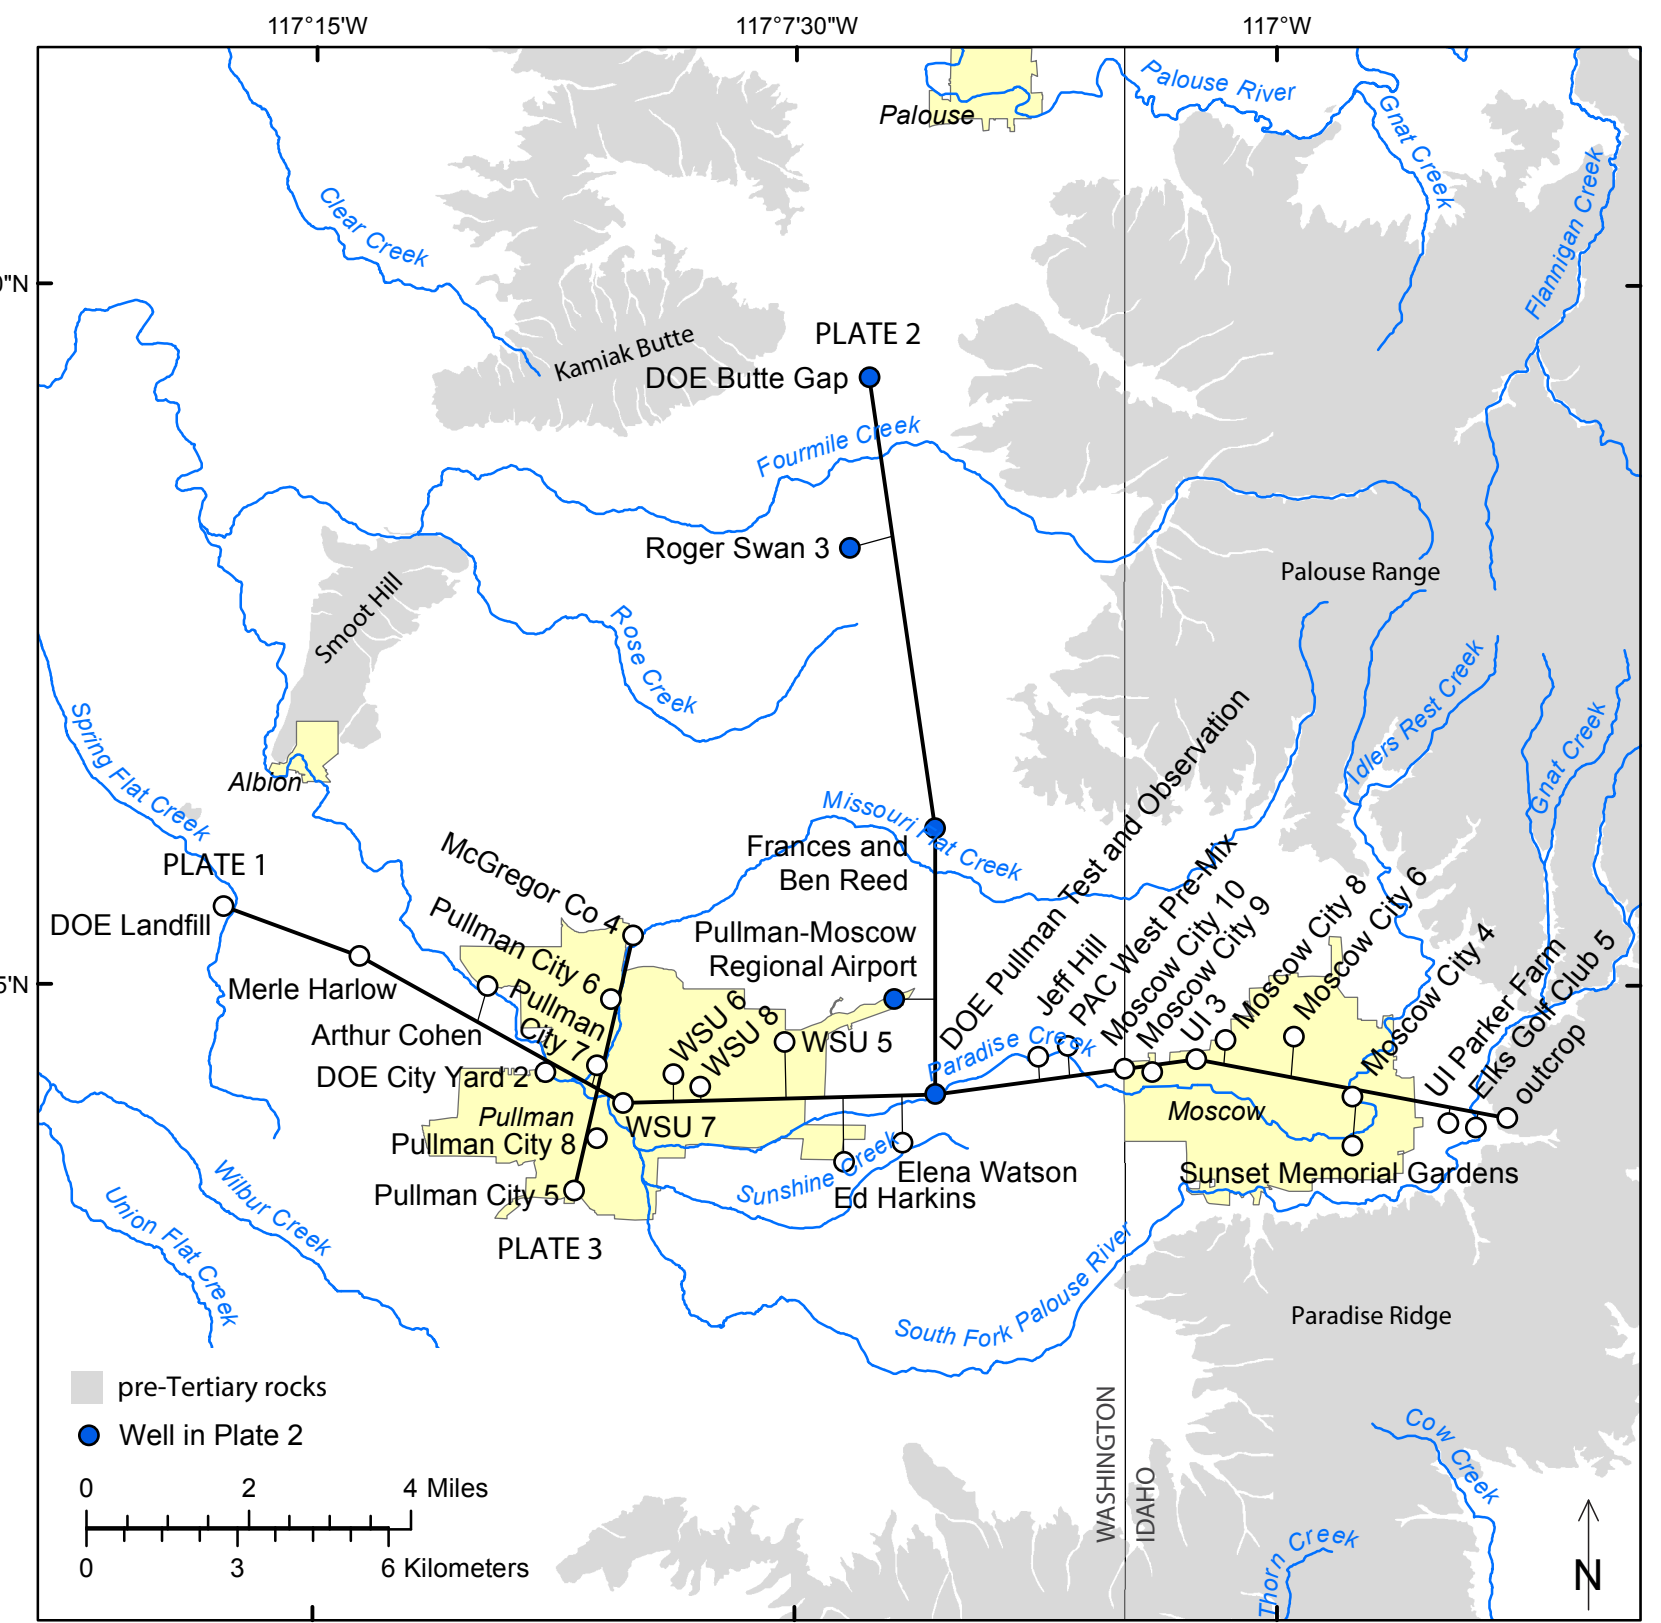 117°15'W
117°7'30"W
117°W
0"N
5'N
Palouse
Palouse River
Gnat Creek
Flannigan Creek
Clear Creek
Kamiak Butte
PLATE 2
DOE Butte Gap
Fourmile Creek
Roger Swan 3
Palouse Range
Smoot Hill
Rose Creek
Idlers Rest Creek
Gnat Creek
Spring Flat Creek
Albion
Missouri Flat Creek
Frances and
Ben Reed
DOE Pullman Test and Observation
PLATE 1
DOE Landfill
Merle Harlow
Arthur Cohen
DOE City Yard 2
McGregor Co 4
Pullman City 6
Pullman
City 7
Pullman-Moscow
Regional Airport
WSU 6
WSU 8
WSU 5
Paradise Creek
Jeff Hill
PAC West Pre-Mix
Moscow City 10
Moscow City 9
UI 3
Moscow City 8
Moscow City 6
Moscow City 4
UI Parker Farm
Elks Golf Club 5
outcrop
Pullman
WSU 7
Pullman City 8
Pullman City 5
PLATE 3
Moscow
Sunset Memorial Gardens
Sunshine Creek
Elena Watson
Ed Harkins
Wilbur Creek
Union Flat Creek
South Fork Palouse River
Paradise Ridge
pre-Tertiary rocks
Well in Plate 2
0 2 4 Miles
0 3 6 Kilometers
WASHINGTON
IDAHO
Cow Creek
Thorn Creek
N